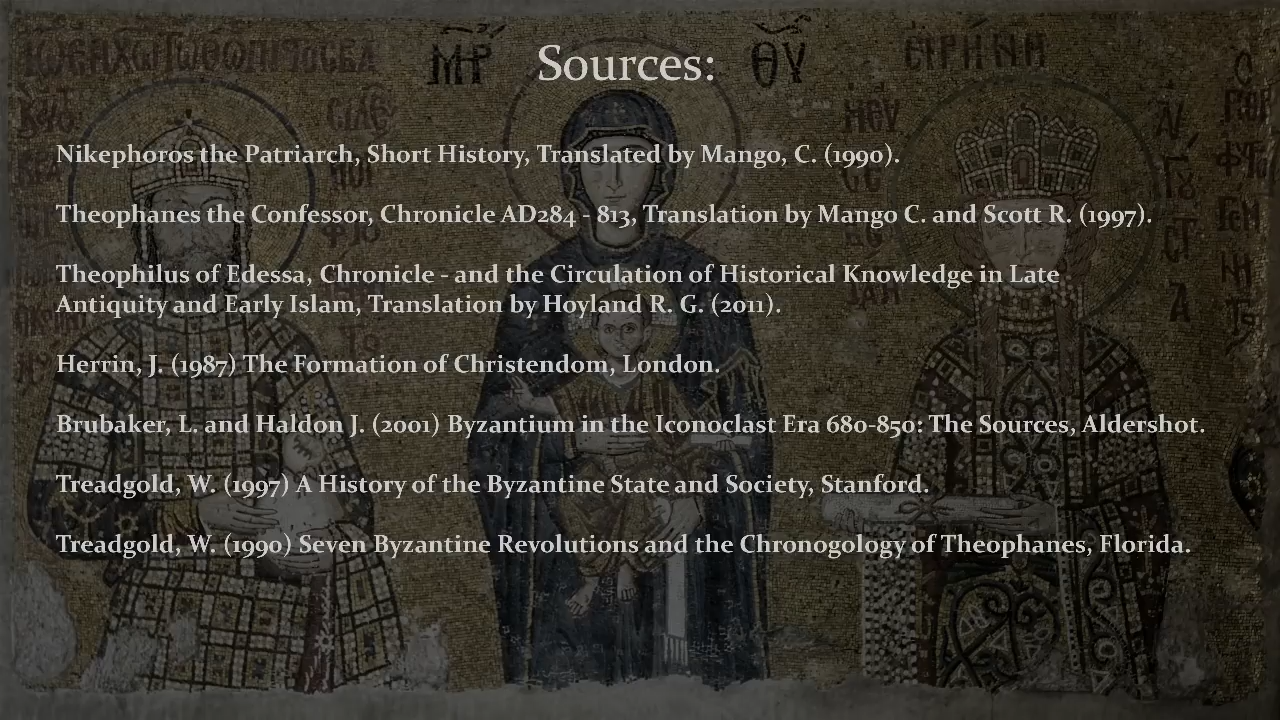 Sources:
ΜΡ
ΘΥ
Nikephoros the Patriarch, Short History, Translated by Mango, C. (1990).
Theophanes the Confessor, Chronicle AD284 - 813, Translation by Mango C. and Scott R. (1997).
Theophilus of Edessa, Chronicle - and the Circulation of Historical Knowledge in Late
Antiquity and Early Islam, Translation by Hoyland R. G. (2011).
Herrin, J. (1987) The Formation of Christendom, London.
Brubaker, L. and Haldon J. (2001) Byzantium in the Iconoclast Era 680-850: The Sources, Aldershot.
Treadgold, W. (1997) A History of the Byzantine State and Society, Stanford.
Treadgold, W. (1990) Seven Byzantine Revolutions and the Chronogology of Theophanes, Florida.